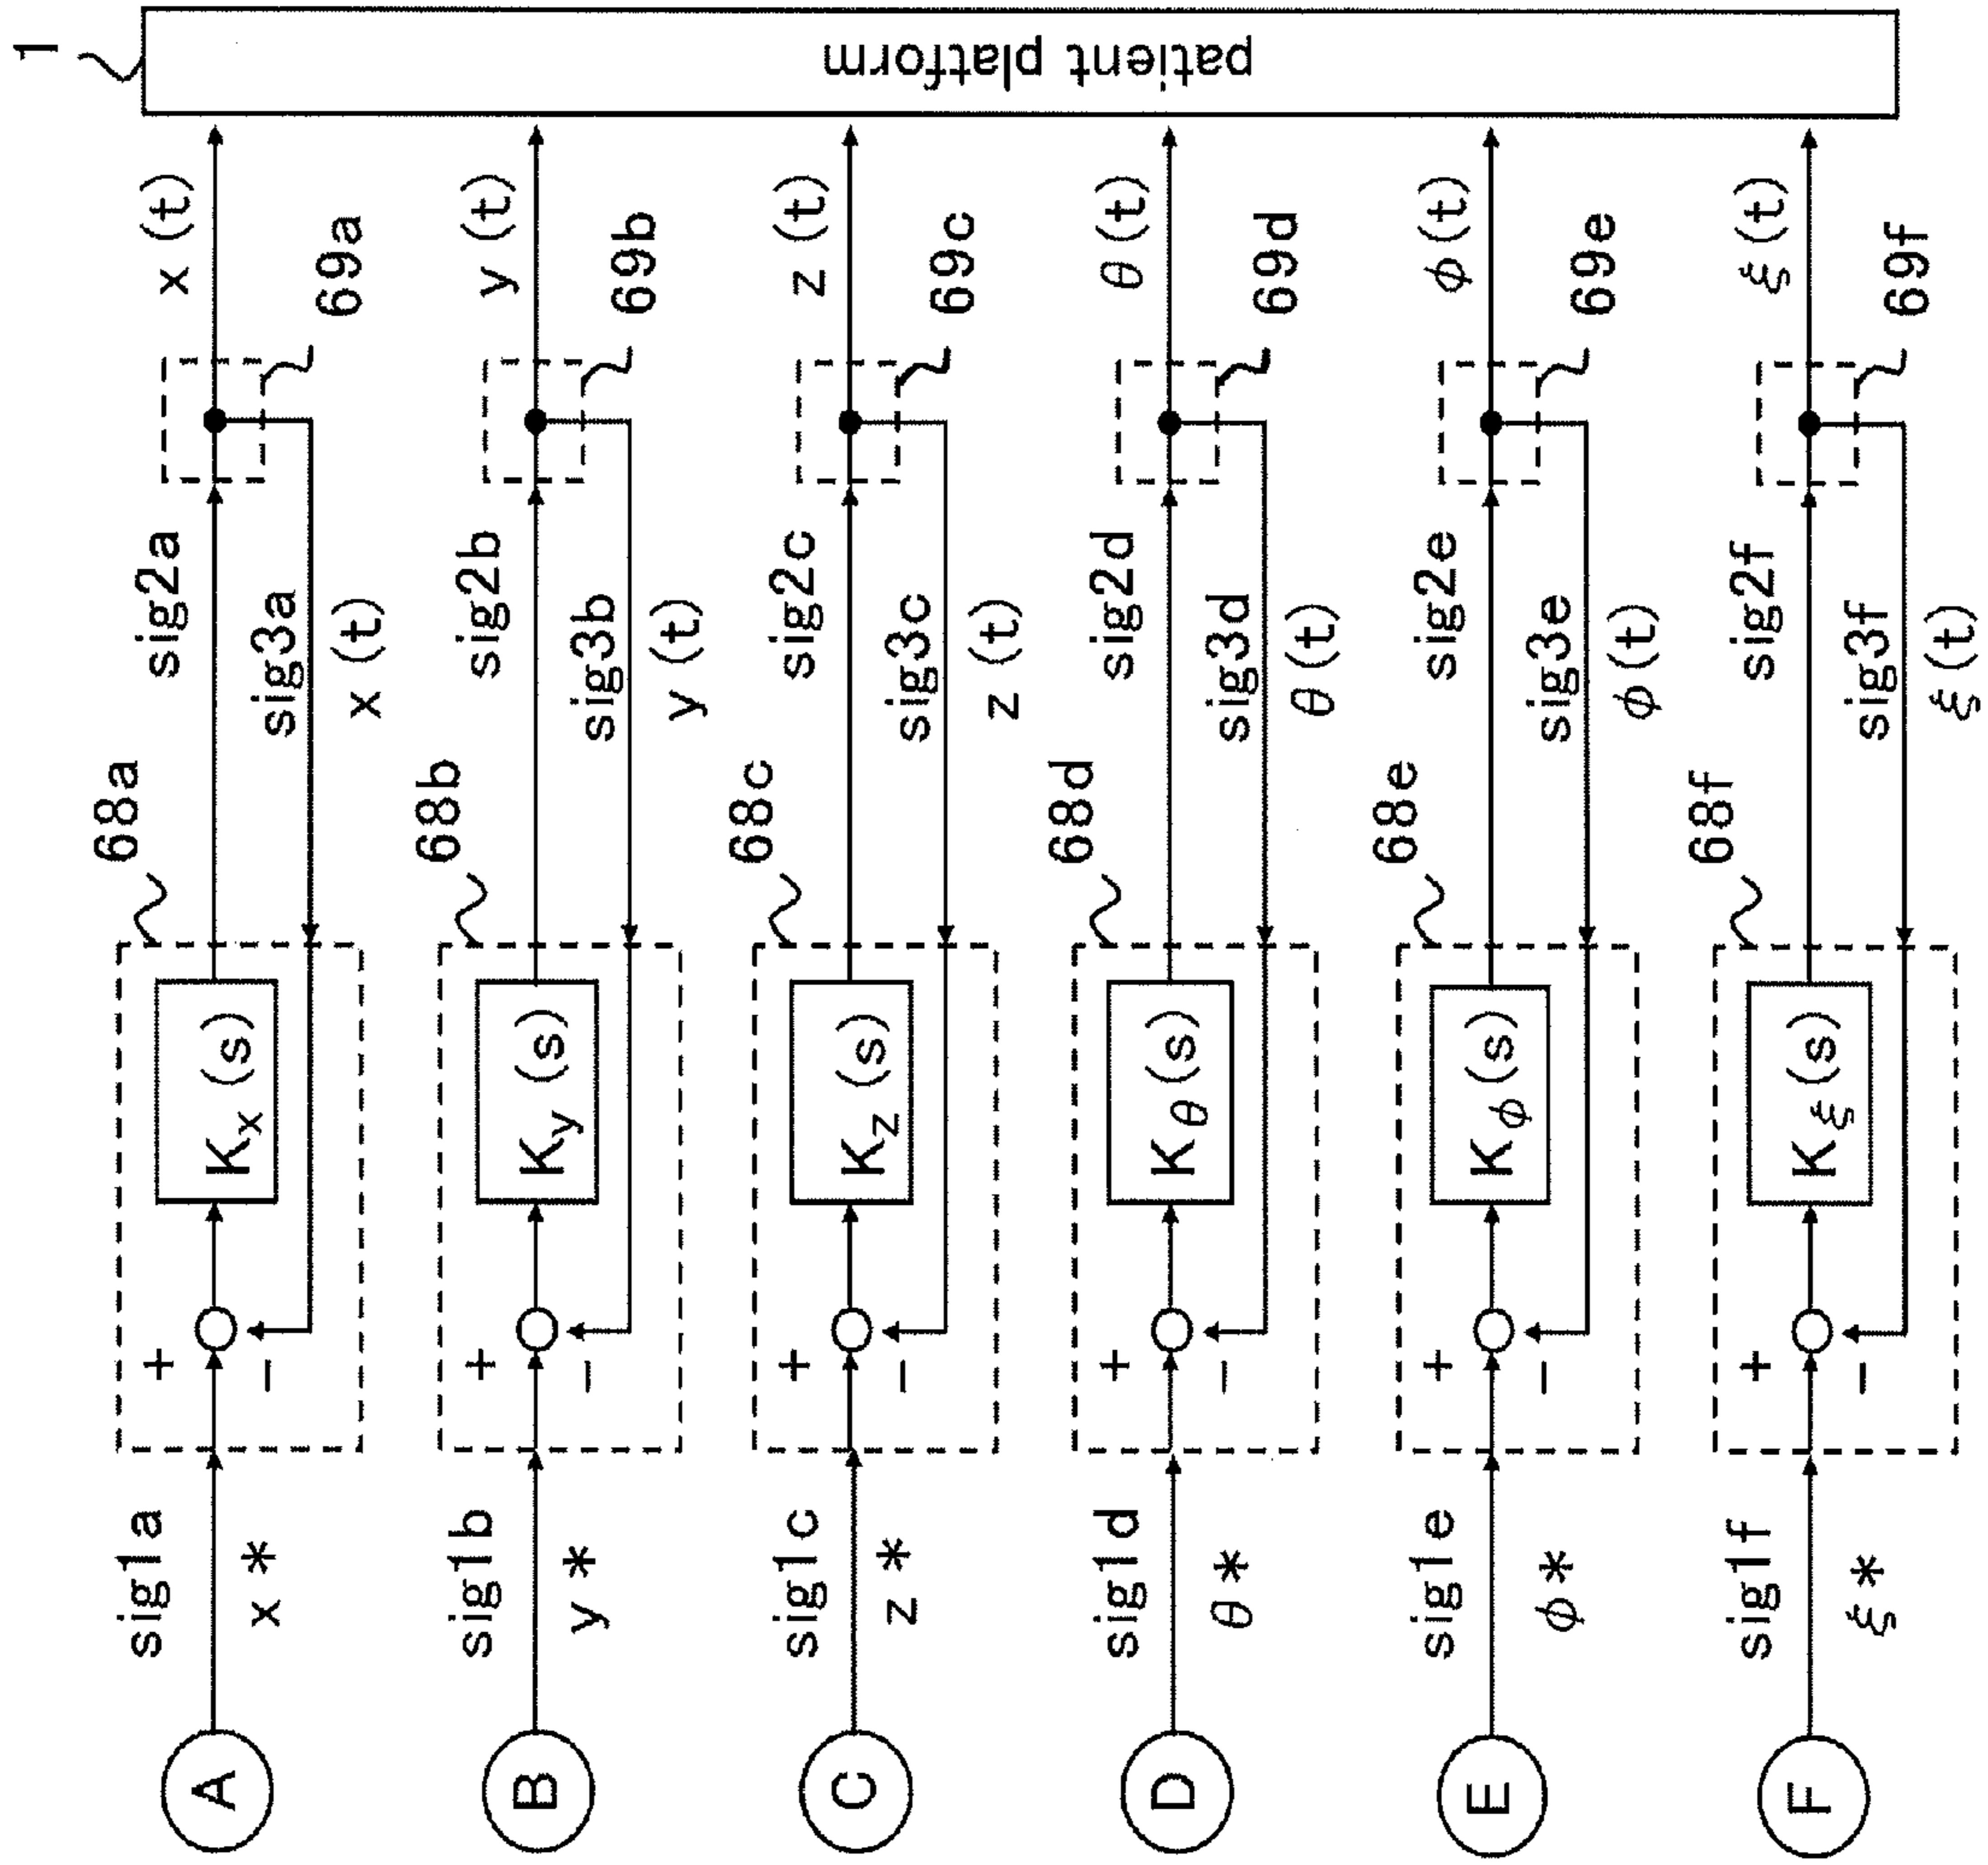 1
patient platform
A
sig1a
x *
+
−
Kx (s)
68a
sig2a
sig3a
x (t)
69a
x (t)
B
sig1b
y *
+
−
Ky (s)
68b
sig2b
sig3b
y (t)
69b
y (t)
C
sig1c
z *
+
−
Kz (s)
68c
sig2c
sig3c
z (t)
69c
z (t)
D
sig1d
θ *
+
−
Kθ (s)
68d
sig2d
sig3d
θ (t)
69d
θ (t)
E
sig1e
φ *
+
−
Kφ (s)
68e
sig2e
sig3e
φ (t)
69e
φ (t)
F
sig1f
ξ *
+
−
Kξ (s)
68f
sig2f
sig3f
ξ (t)
69f
ξ (t)